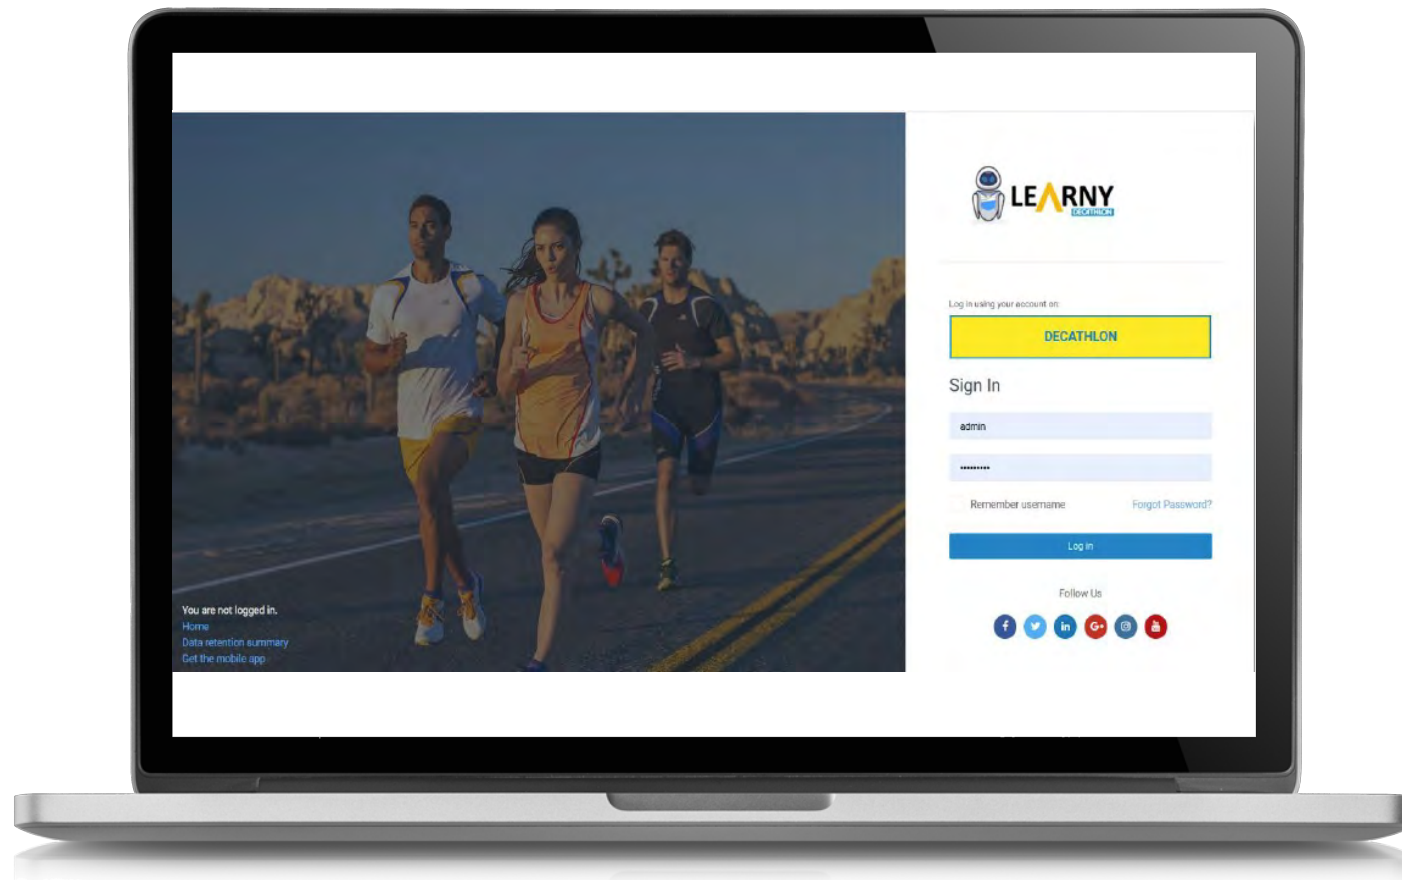 LEARNY
DECATHLON
Log in using your account on:
DECATHLON
Sign In
admin
•••••••••
Remember username
Forgot Password?
Log in
Follow Us
You are not logged in.
Home
Data retention summary
Get the mobile app